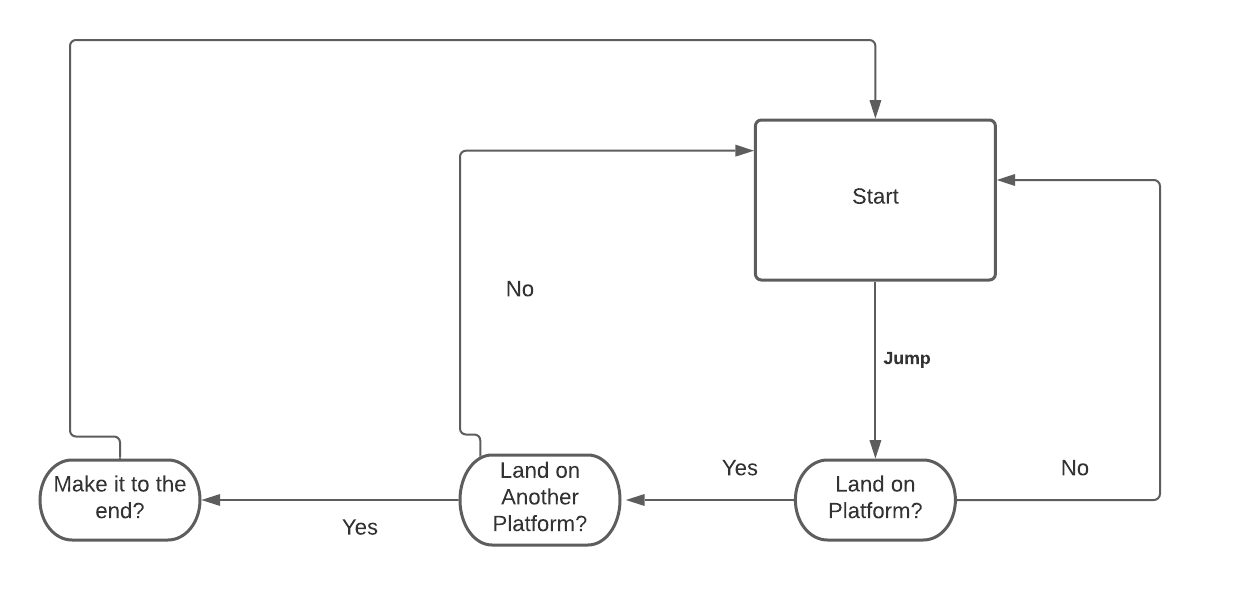 Start
No
Jump
Yes
No
Land on
Platform?
Land on
Another
Platform?
Make it to the
end?
Yes